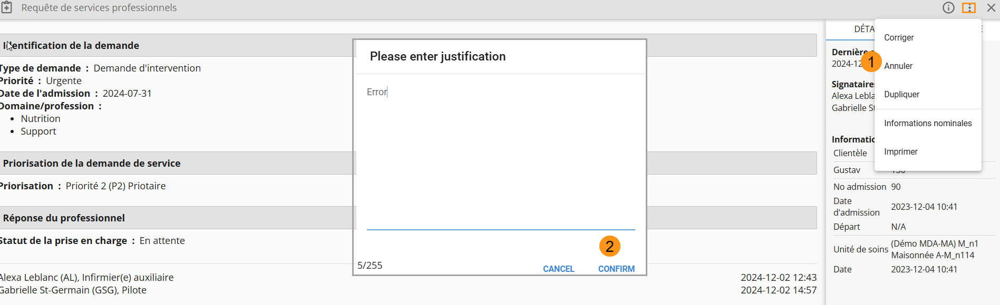 Requête de services professionnels
Identification de la demande
Type de demande : Demande d'intervention
Priorité : Urgente
Date de l'admission : 2024-07-31
Domaine/profession :
• Nutrition
• Support
Priorisation de la demande de service
Priorisation : Priorité 2 (P2) Priotaire
Réponse du professionnel
Statut de la prise en charge : En attente
Alexa Leblanc (AL), Infirmier(e) auxiliaire 2024-12-02 12:43
Gabrielle St-Germain (GSG), Pilote 2024-12-02 14:57
Please enter justification
Error
2
5/255
CANCEL CONFIRM
DÉTA
Dernière
2024-12
Signataires
Alexa Lebla
Gabrielle St
1
Corriger
Annuler
Dupliquer
Informations nominales
Imprimer
Informatic
Clientèle
Gustav
No admission 90
Date d'admission 2023-12-04 10:41
Départ N/A
Unité de soins (Démo MDA-MA) M_n1
Maisonnée A-M_n114
Date 2023-12-04 10:41